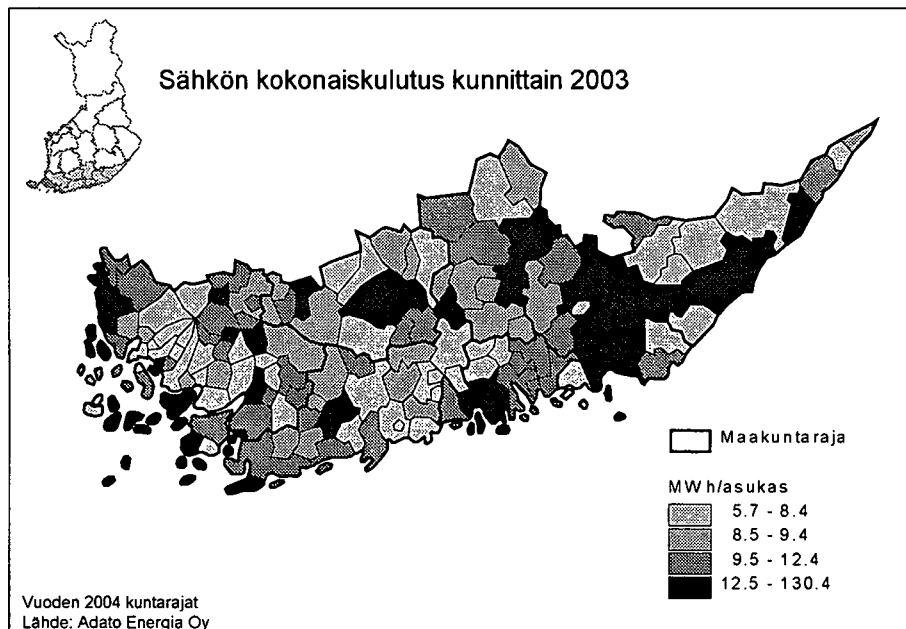 Sähkön kokonaiskulutus kunnittain 2003
Maakuntaraja
MWh/asukas
5.7 - 8.4
8.5 - 9.4
9.5 - 12.4
12.5 - 130.4
Vuoden 2004 kuntarajat
Lähde: Adato Energia Oy